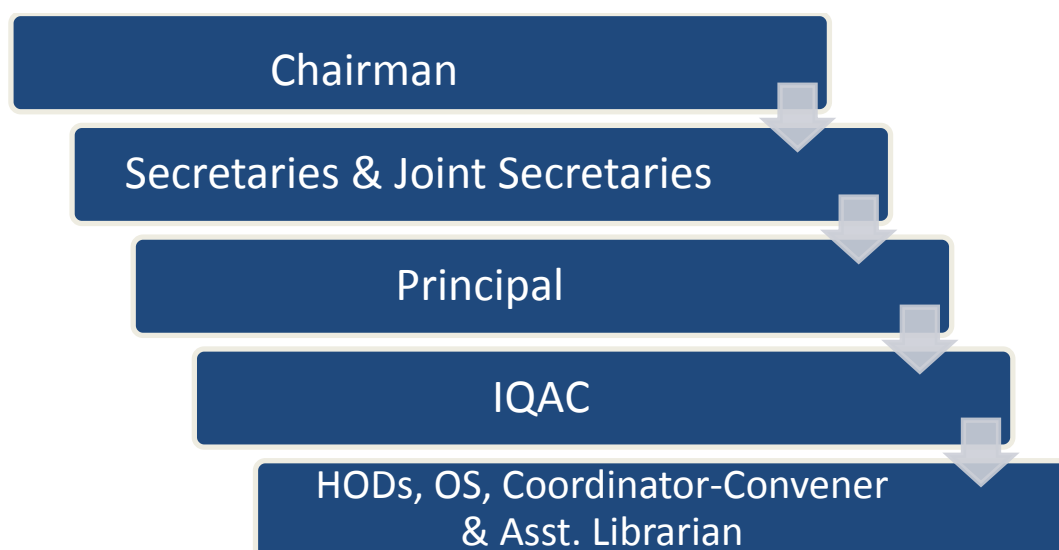 Chairman
Secretaries & Joint Secretaries
Principal
IQAC
HODs, OS, Coordinator-Convener
& Asst. Librarian